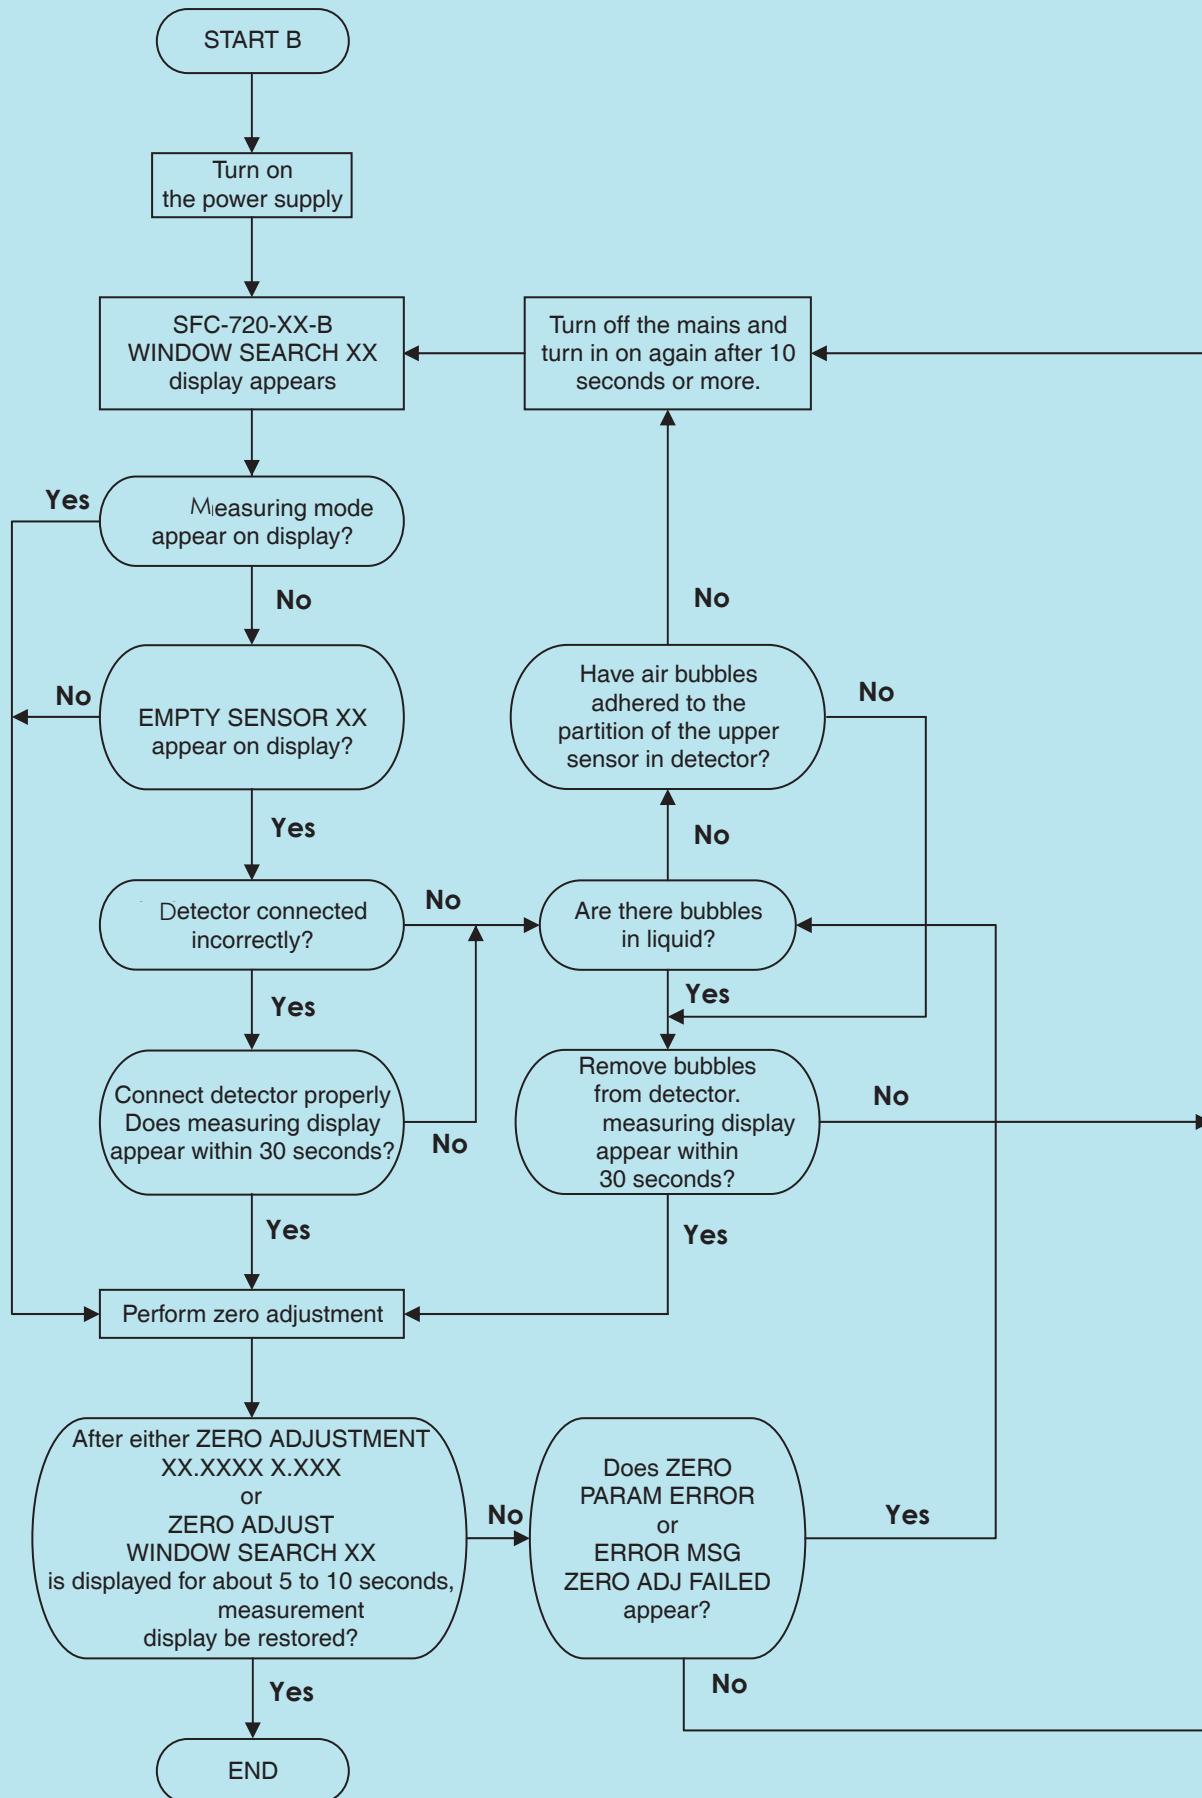 START B
Turn on
the power supply
SFC-720-XX-B
WINDOW SEARCH XX
display appears
Turn off the mains and
turn in on again after 10
seconds or more.
Yes
Measuring mode
appear on display?
No
No
EMPTY SENSOR XX
appear on display?
Have air bubbles
adhered to the
partition of the upper
sensor in detector?
No
No
Yes
No
Detector connected
incorrectly?
No
Are there bubbles
in liquid?
Yes
Yes
Connect detector properly
Does measuring display
appear within 30 seconds?
No
Remove bubbles
from detector.
measuring display
appear within
30 seconds?
No
Yes
Yes
Perform zero adjustment
After either ZERO ADJUSTMENT
XX.XXXX X.XXX
or
ZERO ADJUST
WINDOW SEARCH XX
is displayed for about 5 to 10 seconds,
measurement
display be restored?
No
Does ZERO
PARAM ERROR
or
ERROR MSG
ZERO ADJ FAILED
appear?
Yes
Yes
No
END